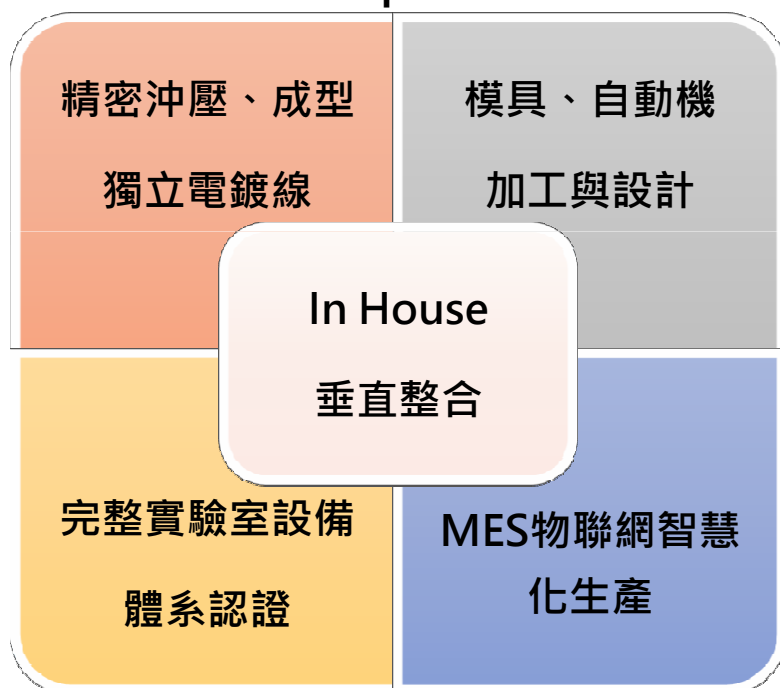 精密沖壓、成型
獨立電鍍線
模具、自動機
加工與設計
In House
垂直整合
完整實驗室設備
體系認證
MES物聯網智慧
化生產